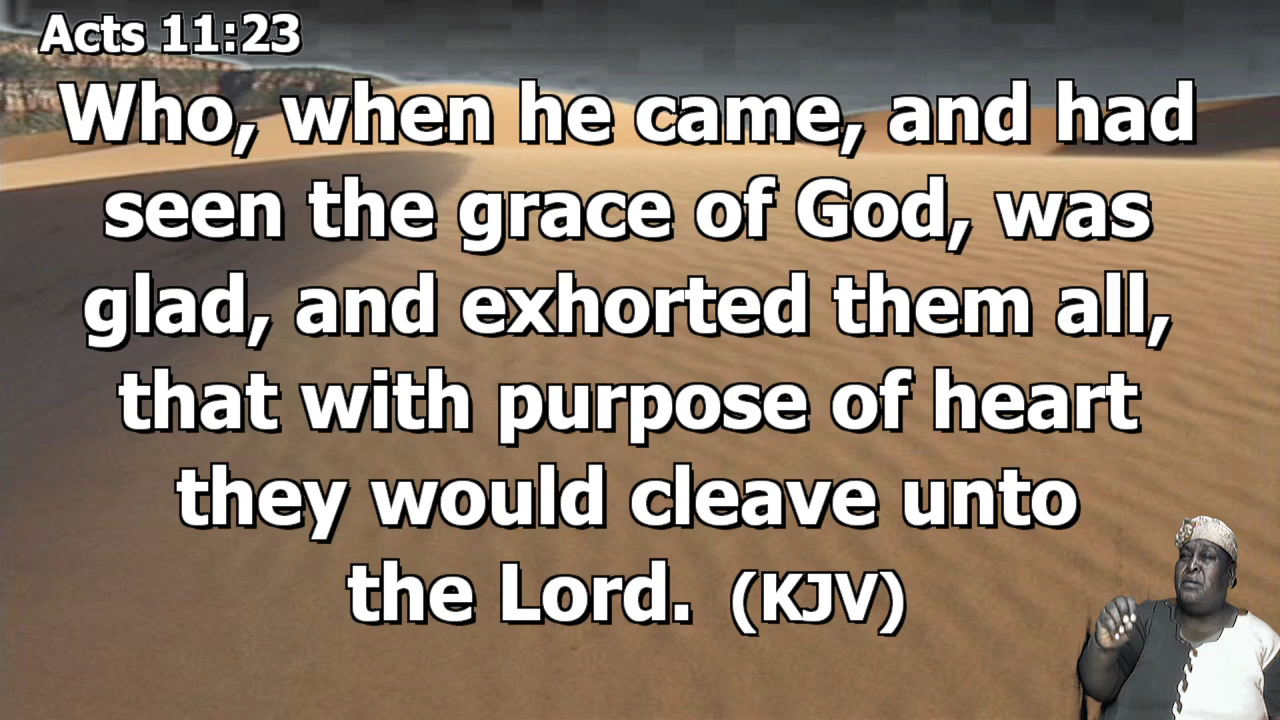 Acts 11:23
Who, when he came, and had
seen the grace of God, was
glad, and exhorted them all,
that with purpose of heart
they would cleave unto
the Lord. (KJV)